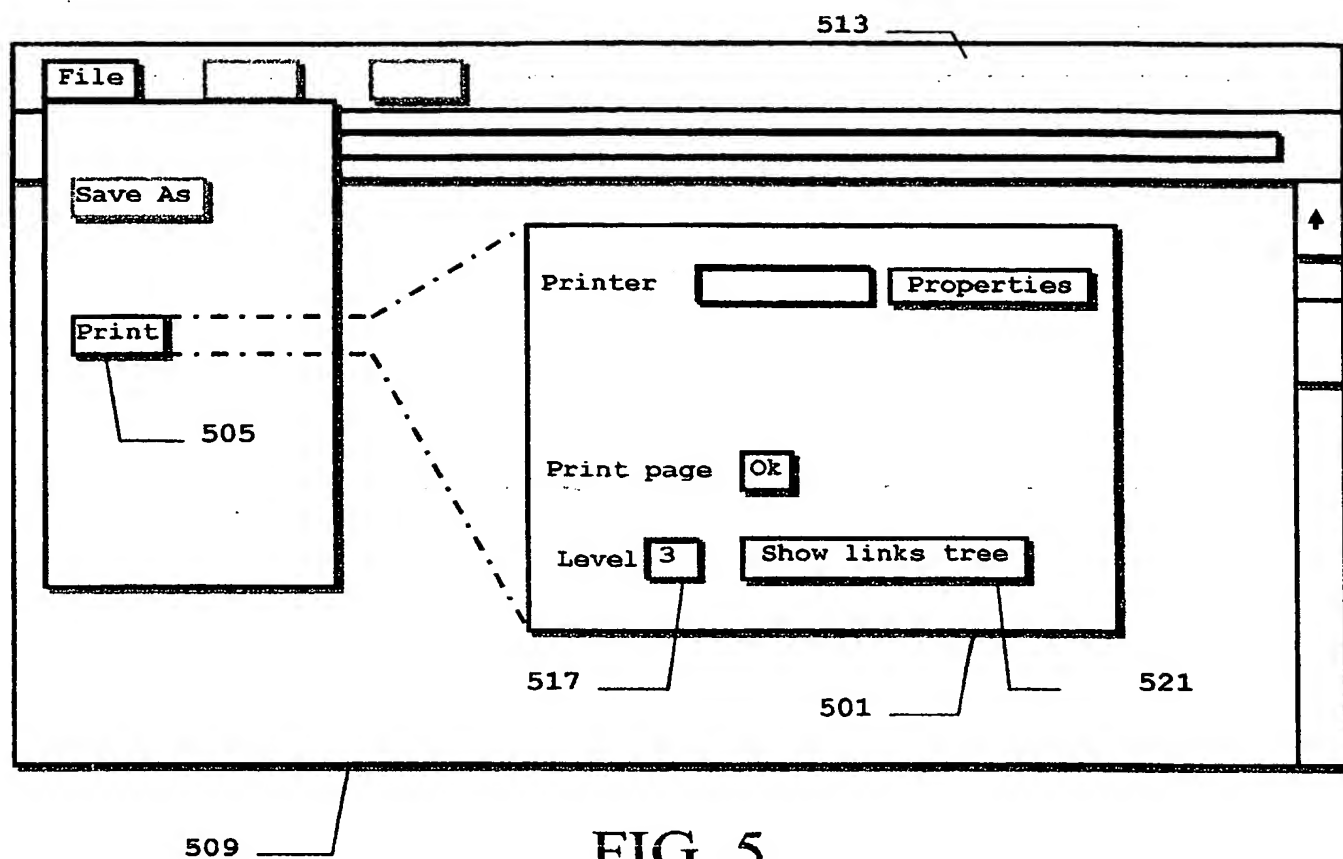 513
File
Save As
Printer
Properties
Print
505
Print page
Ok
Level
3
Show links tree
517
501
521
509
FIG. 5